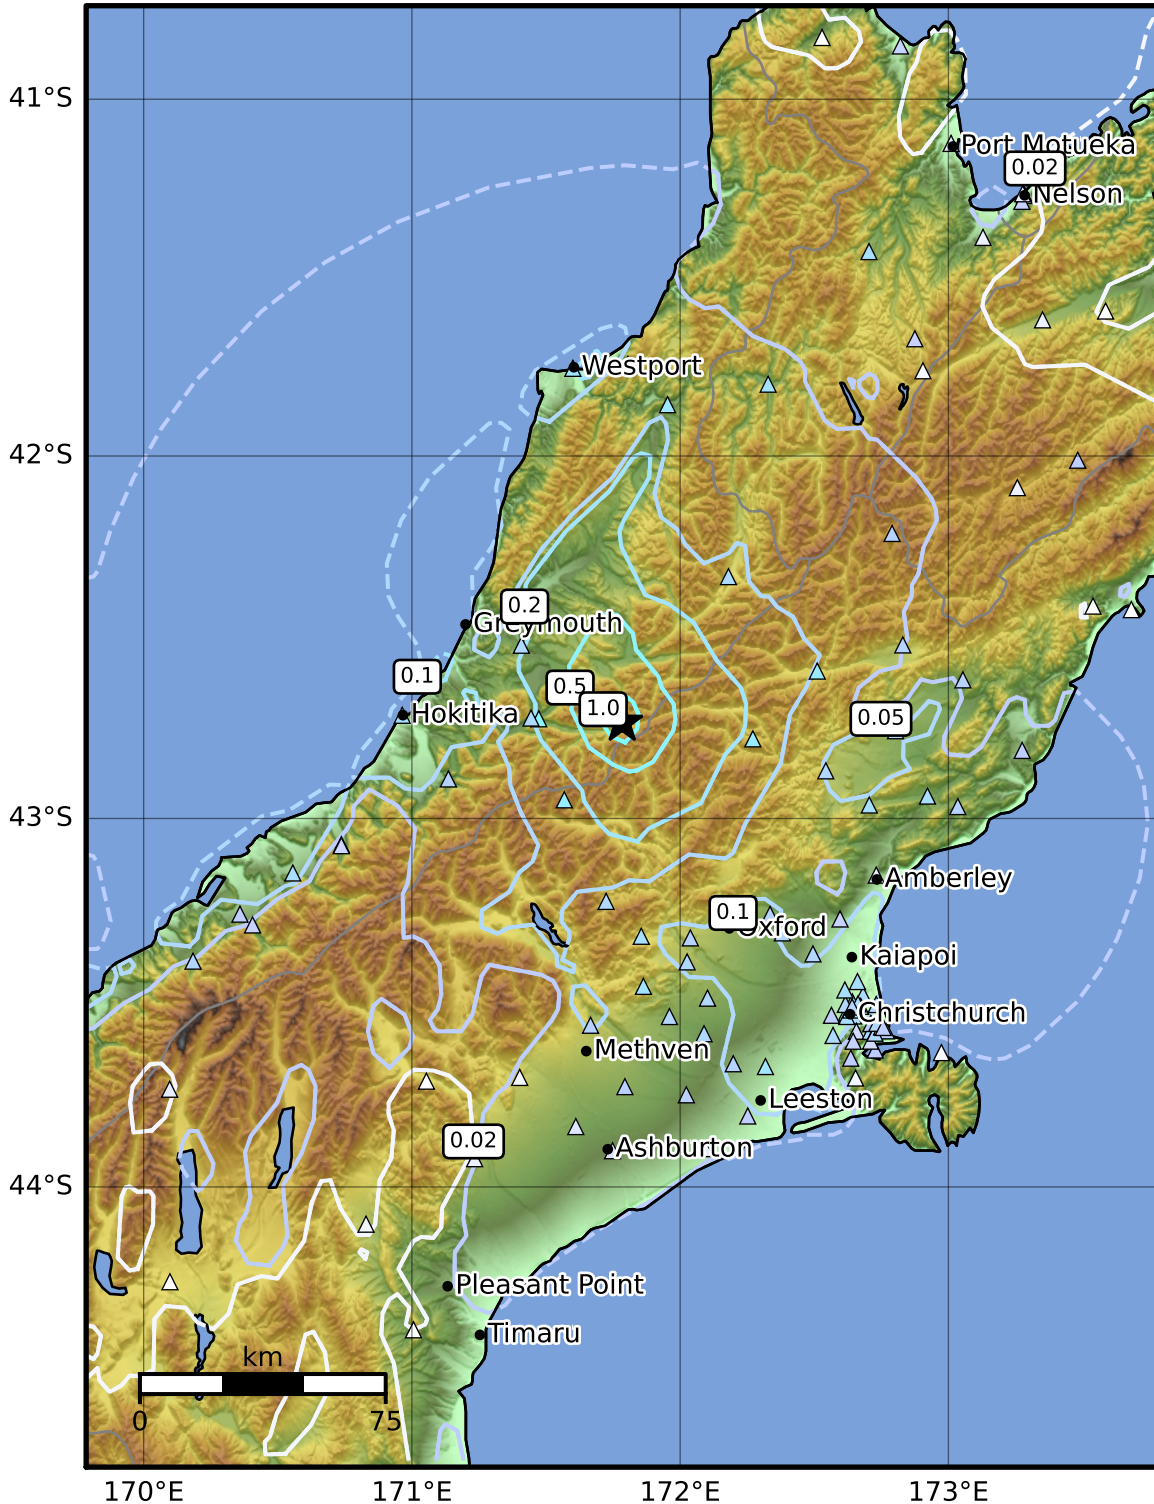 41°S
Port Motueka
0.02
Nelson
Westport
42°S
0.2
Greymouth
0.1
0.5
1.0
Hokitika
0.05
43°S
Amberley
0.1
Oxford
Kaiapoi
Christchurch
Methven
Leeston
0.02
Ashburton
44°S
Pleasant Point
Timaru
km
0
75
170°E
171°E
172°E
173°E